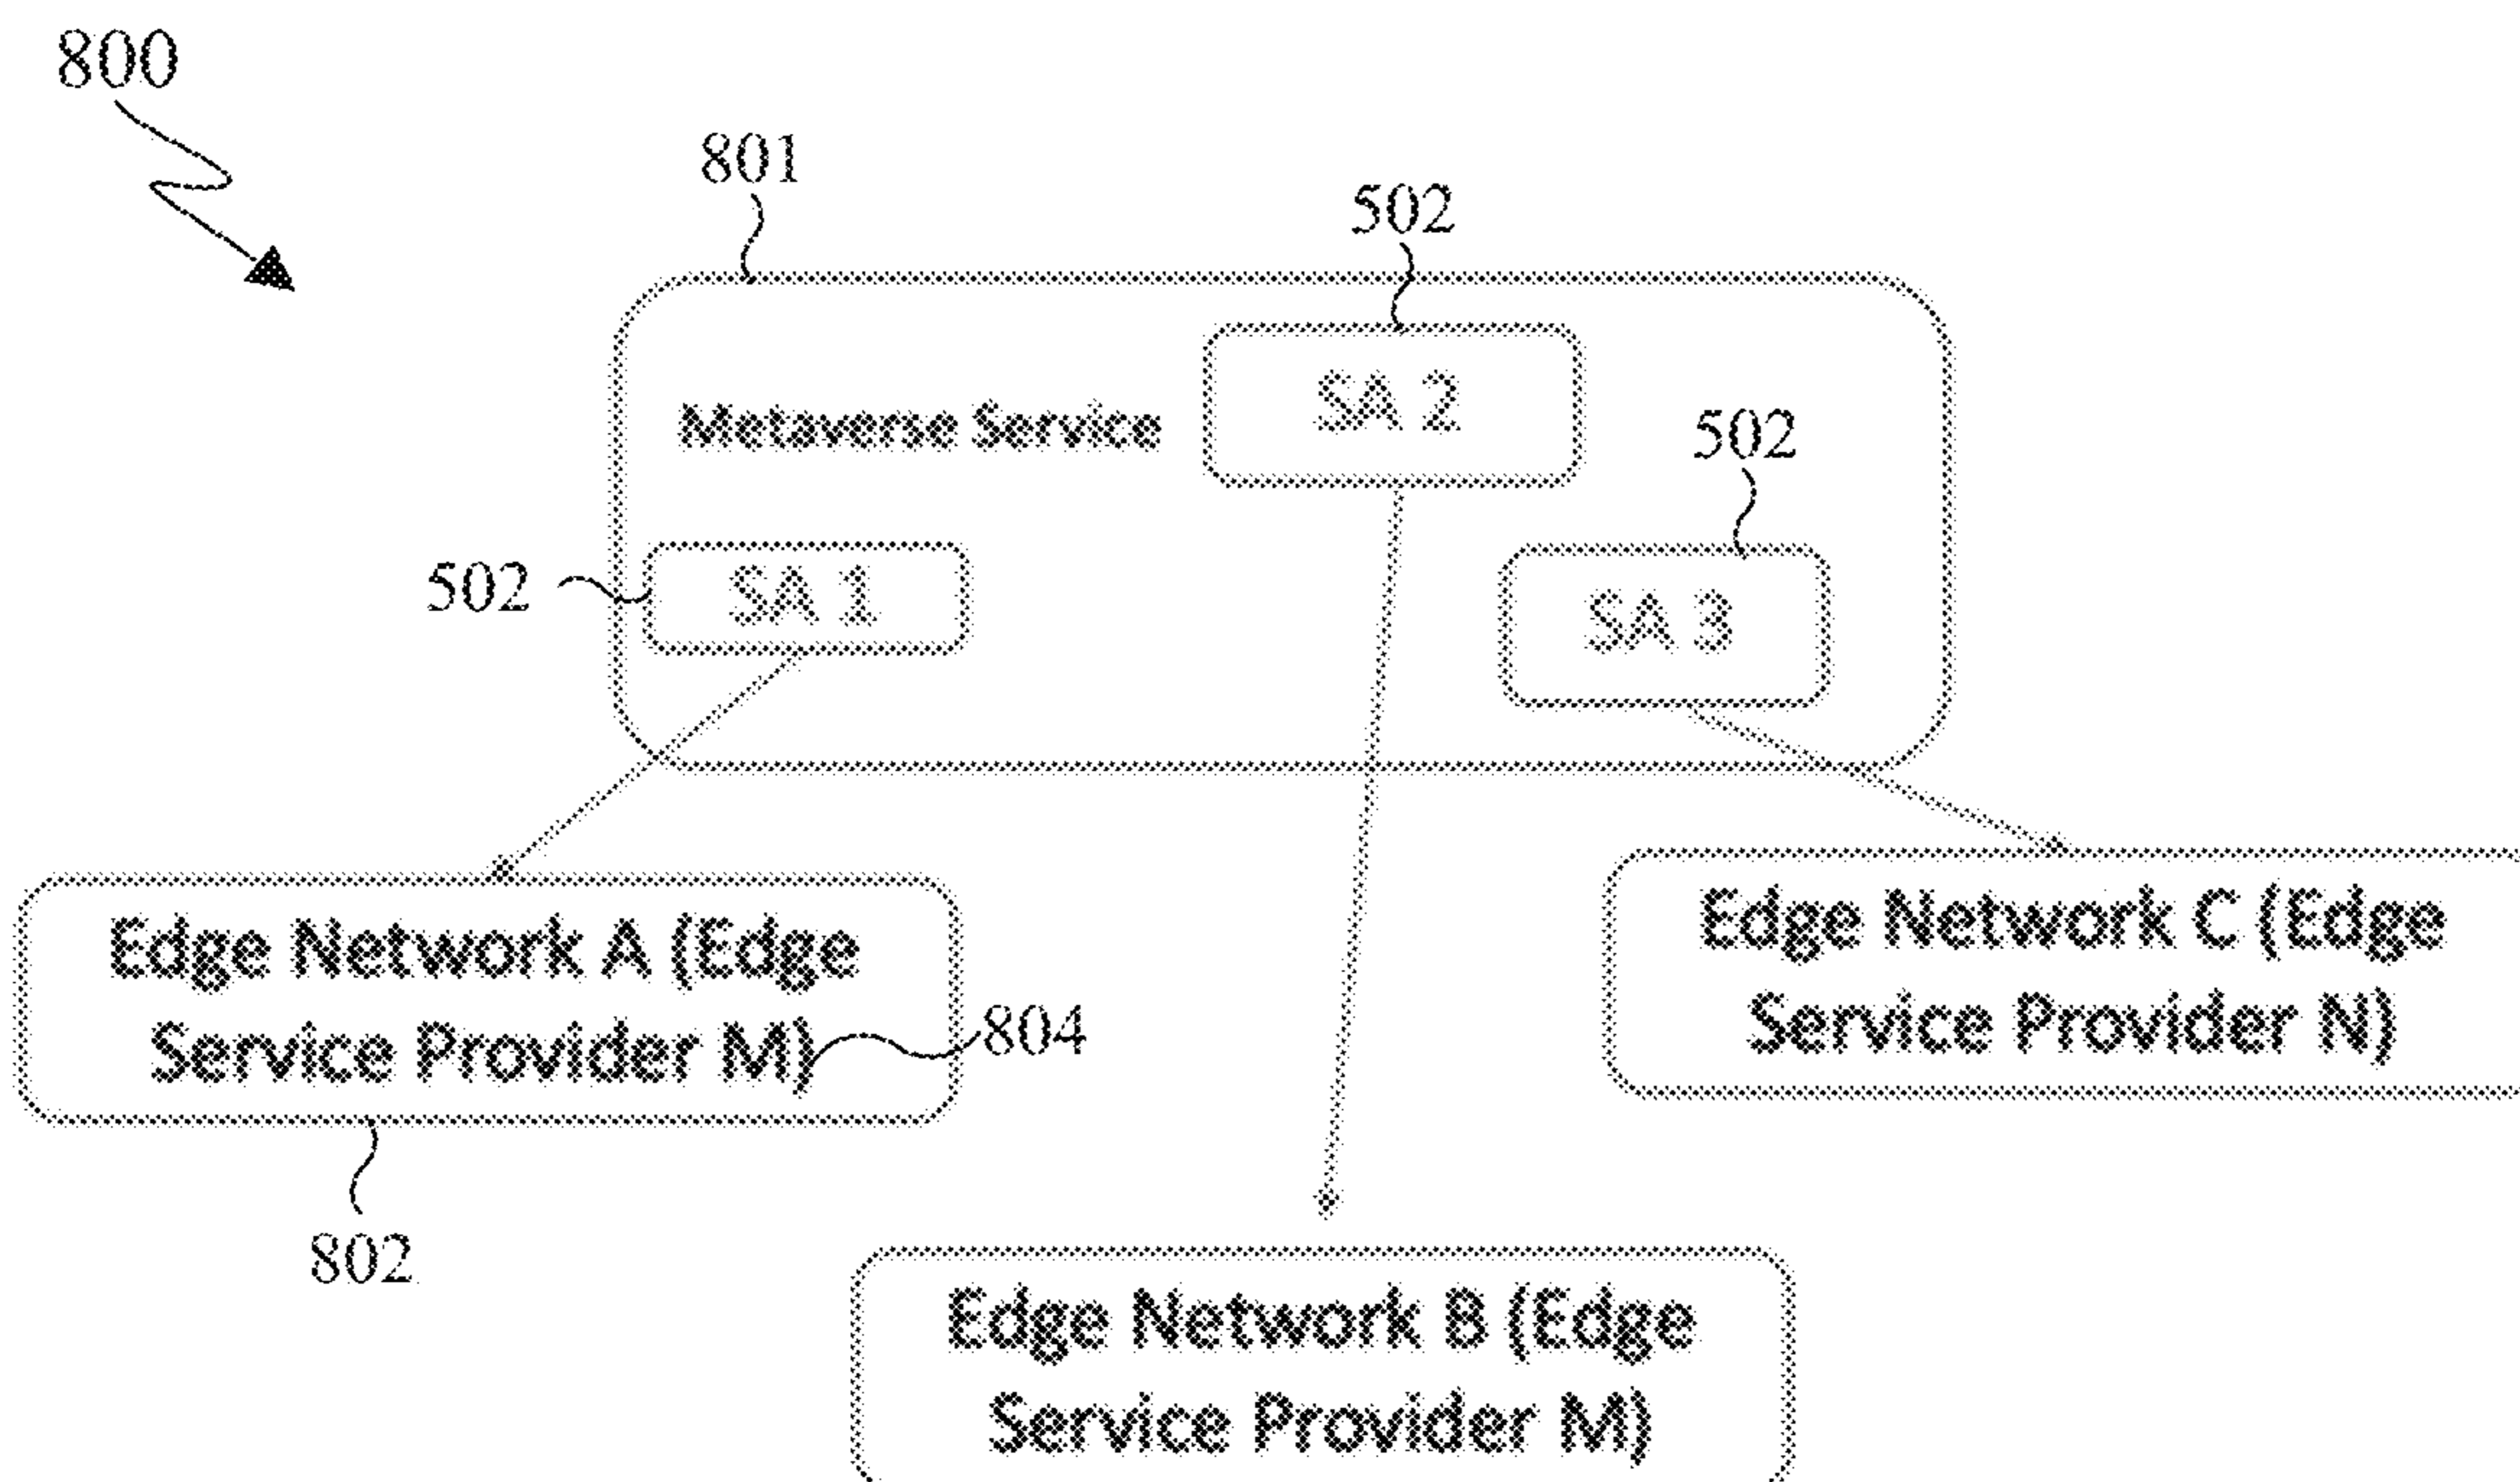 800
801
502
SA 2
Metaverse Service
502
502
SA 1
SA 3
Edge Network A (Edge
Service Provider M)
804
802
Edge Network C (Edge
Service Provider N)
Edge Network B (Edge
Service Provider M)